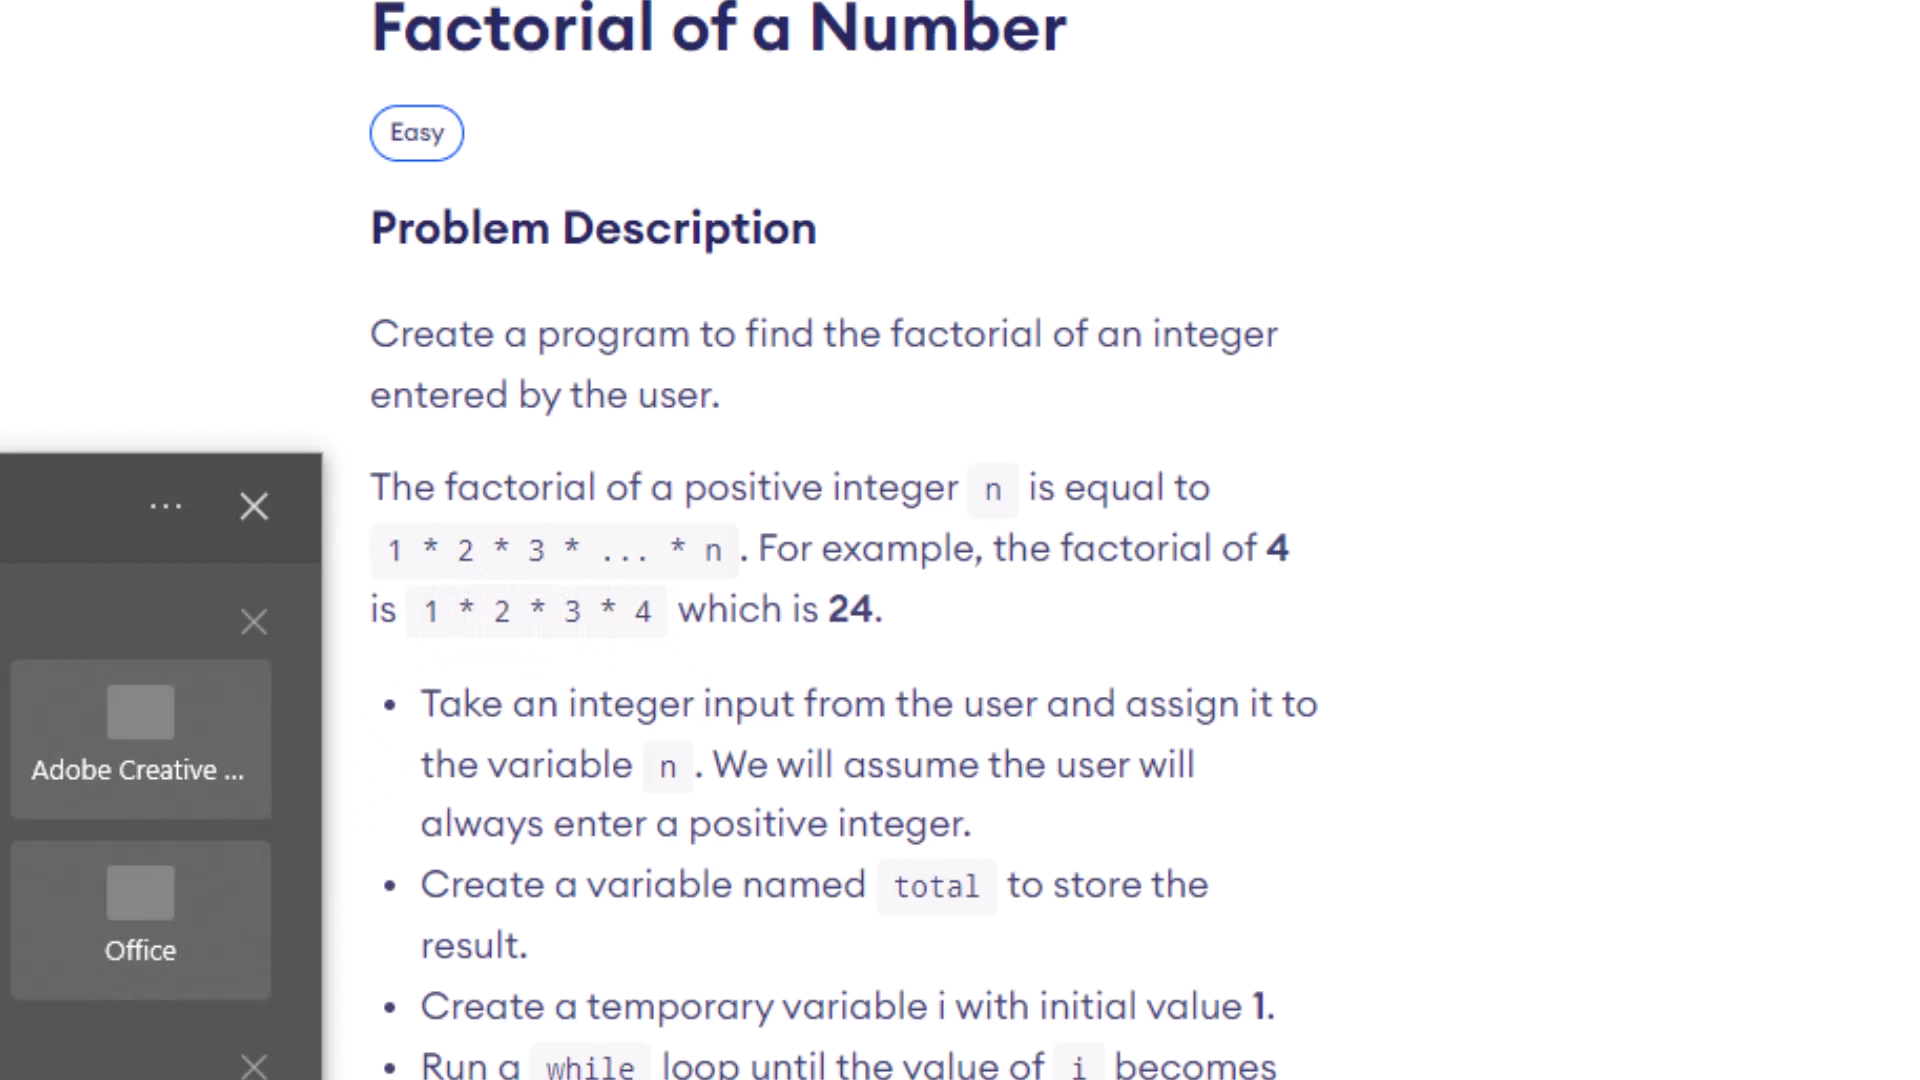 Factorial of a Number
Easy
Problem Description
Create a program to find the factorial of an integer
entered by the user.
The factorial of a positive integer n is equal to
1 * 2 * 3 * ... * n . For example, the factorial of 4
is 1 * 2 * 3 * 4 which is 24.
• Take an integer input from the user and assign it to
the variable n . We will assume the user will
always enter a positive integer.
• Create a variable named total to store the
result.
• Create a temporary variable i with initial value 1.
• Run a while loop until the value of i becomes
Adobe Creative ...
Office